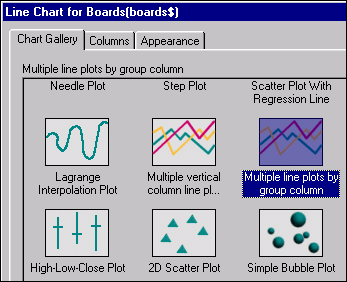 Line Chart for Boards(boards$)
Chart Gallery
Columns
Appearance
Multiple line plots by group column
Needle Plot
Step Plot
Scatter Plot With
Regression Line
Lagrange
Interpolation Plot
Multiple vertical
column line pl...
Multiple line plots by
group column
High-Low-Close Plot
2D Scatter Plot
Simple Bubble Plot